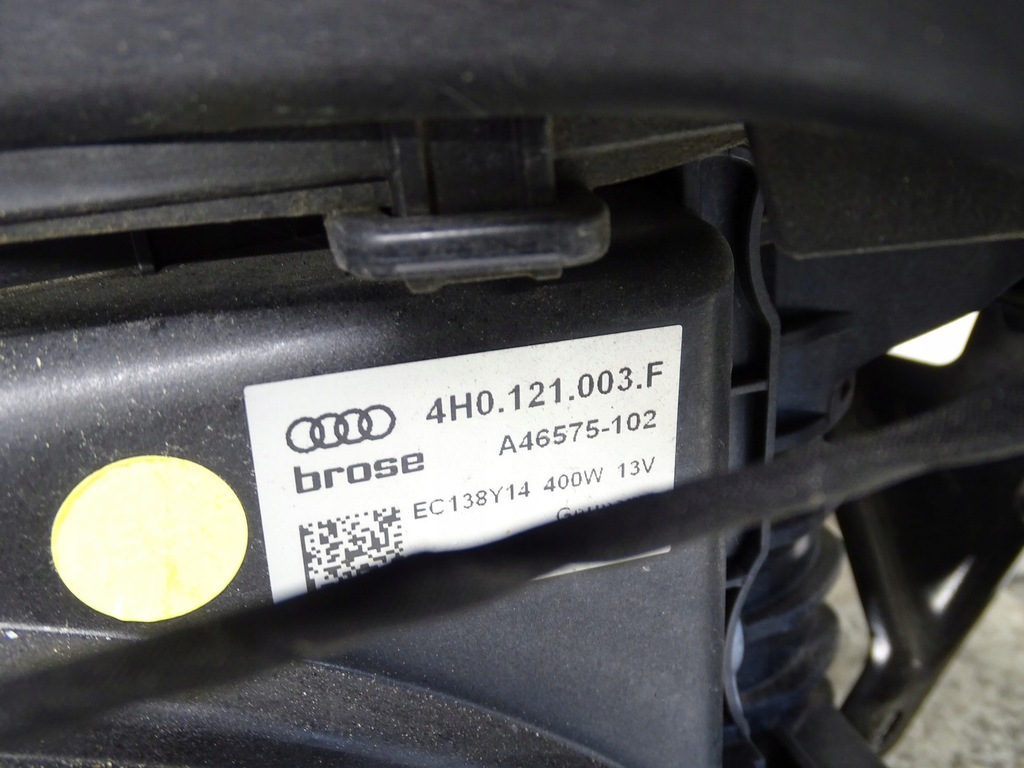 4H0.121.003.F
A46575-102
brose
EC138Y14 400W 13V